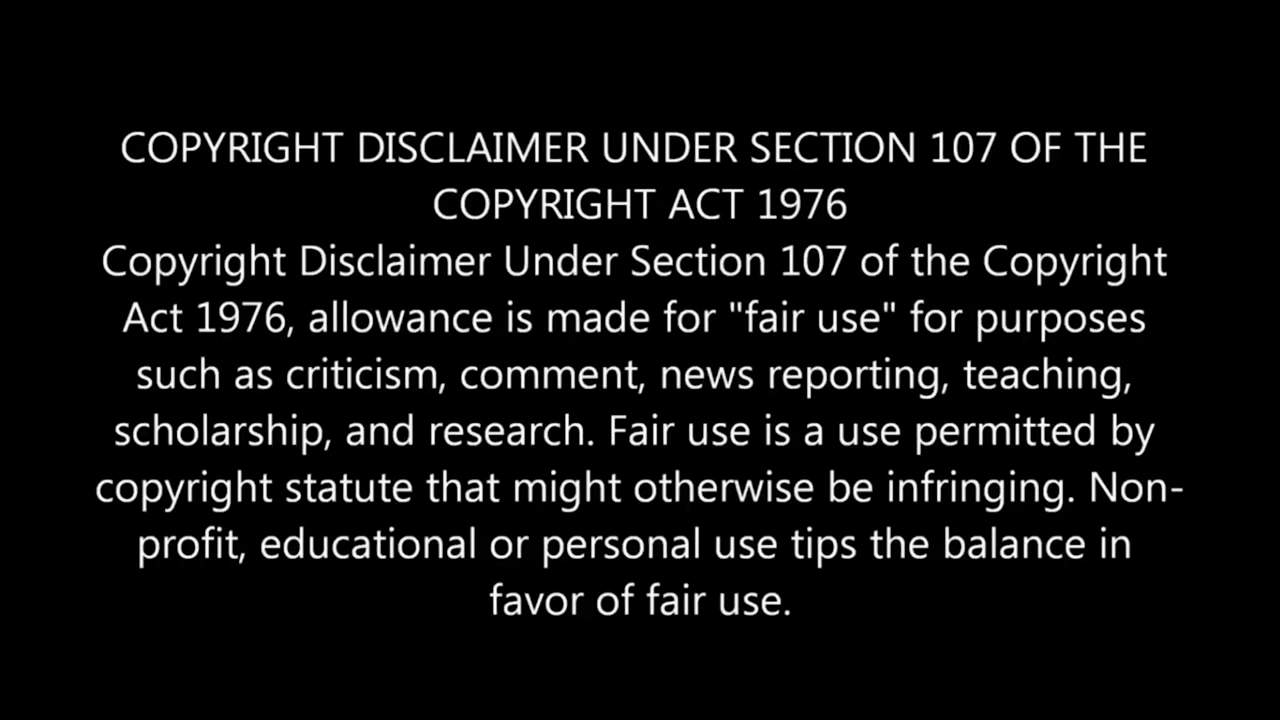 COPYRIGHT DISCLAIMER UNDER SECTION 107 OF THE
COPYRIGHT ACT 1976
Copyright Disclaimer Under Section 107 of the Copyright
Act 1976, allowance is made for "fair use" for purposes
such as criticism, comment, news reporting, teaching,
scholarship, and research. Fair use is a use permitted by
copyright statute that might otherwise be infringing. Non-
profit, educational or personal use tips the balance in
favor of fair use.